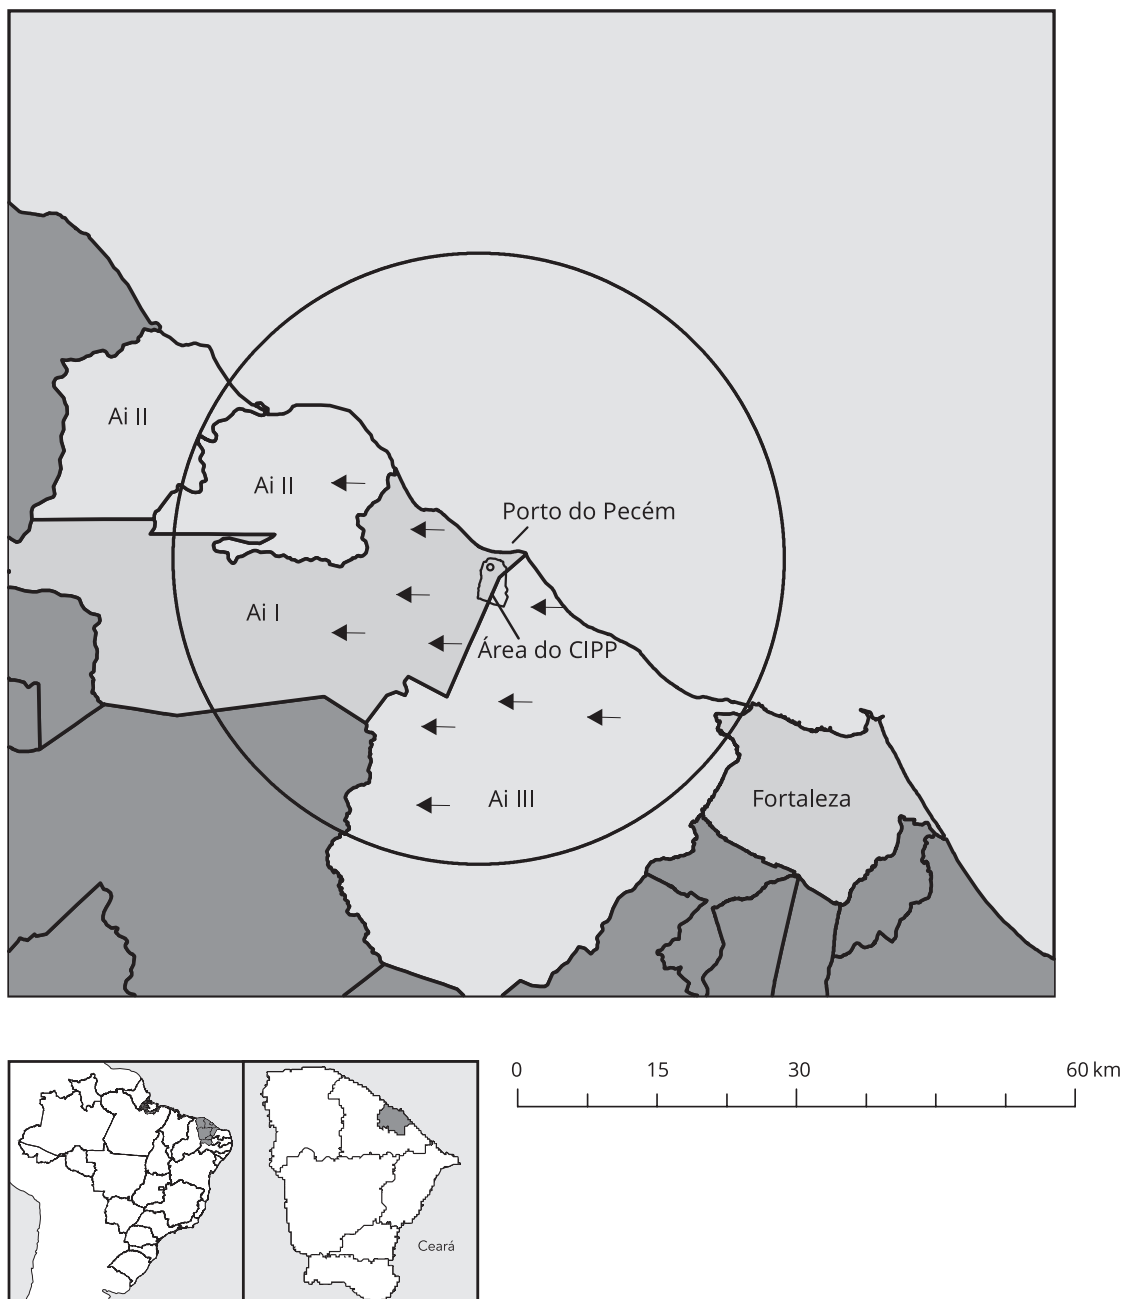 Ai II
Ai II
Porto do Pecém
Ai I
Área do CIPP
Ai III
Fortaleza
0 15 30 60 km
Ceará